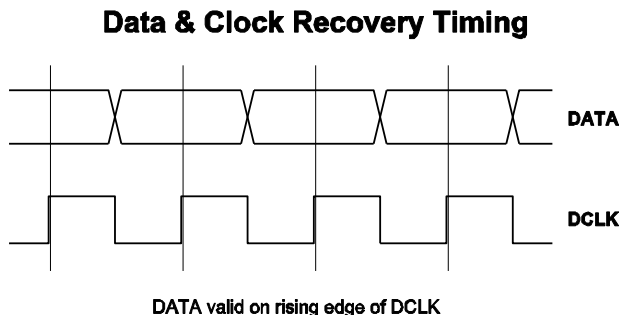 Data & Clock Recovery Timing
DATA
DCLK
DATA valid on rising edge of DCLK